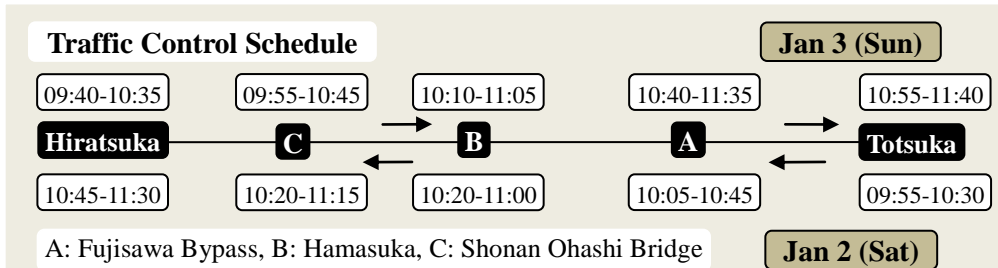 Traffic Control Schedule Jan 3 (Sun)
09:40-10:35 09:55-10:45 10:10-11:05 10:40-11:35 10:55-11:40
Hiratsuka C B A Totsuka
10:45-11:30 10:20-11:15 10:20-11:00 10:05-10:45 09:55-10:30
A: Fujisawa Bypass, B: Hamasuka, C: Shonan Ohashi Bridge Jan 2 (Sat)